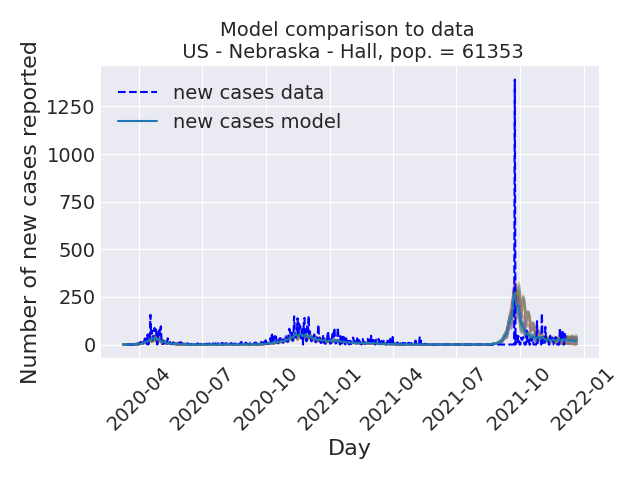 Model comparison to data
US - Nebraska - Hall, pop. = 61353
Number of new cases reported
1250
1000
750
500
250
0
new cases data
new cases model
2020-04
2020-07
2020-10
2021-01
2021-04
2021-07
2021-10
2022-01
Day